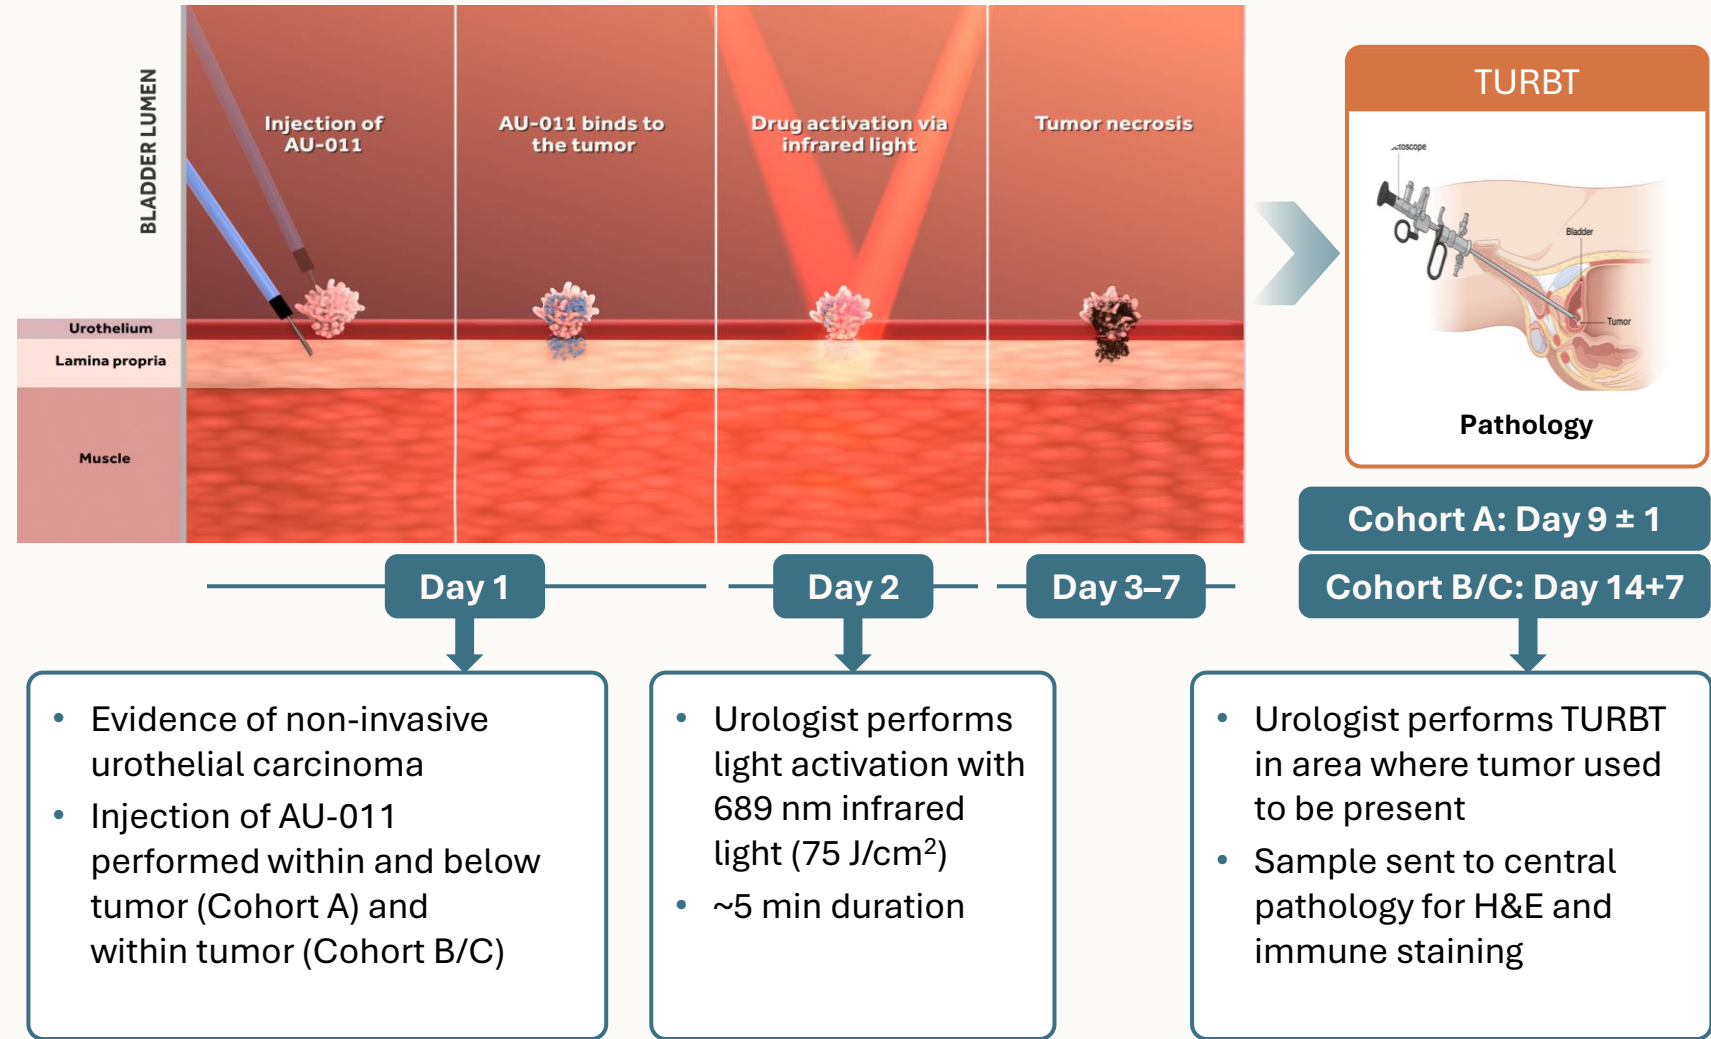 BLADDER LUMEN
Injection of
AU-011
AU-011 binds to
the tumor
Drug activation via
infrared light
Tumor necrosis
Urothelium
Lamina propria
Muscle
TURBT
Bladder
Tumor
Pathology
Cohort A: Day 9 ± 1
Cohort B/C: Day 14+7
Day 1
Day 2
Day 3–7
• Evidence of non-invasive
urothelial carcinoma
• Injection of AU-011
performed within and below
tumor (Cohort A) and
within tumor (Cohort B/C)
• Urologist performs
light activation with
689 nm infrared
light (75 J/cm²)
• ~5 min duration
• Urologist performs TURBT
in area where tumor used
to be present
• Sample sent to central
pathology for H&E and
immune staining